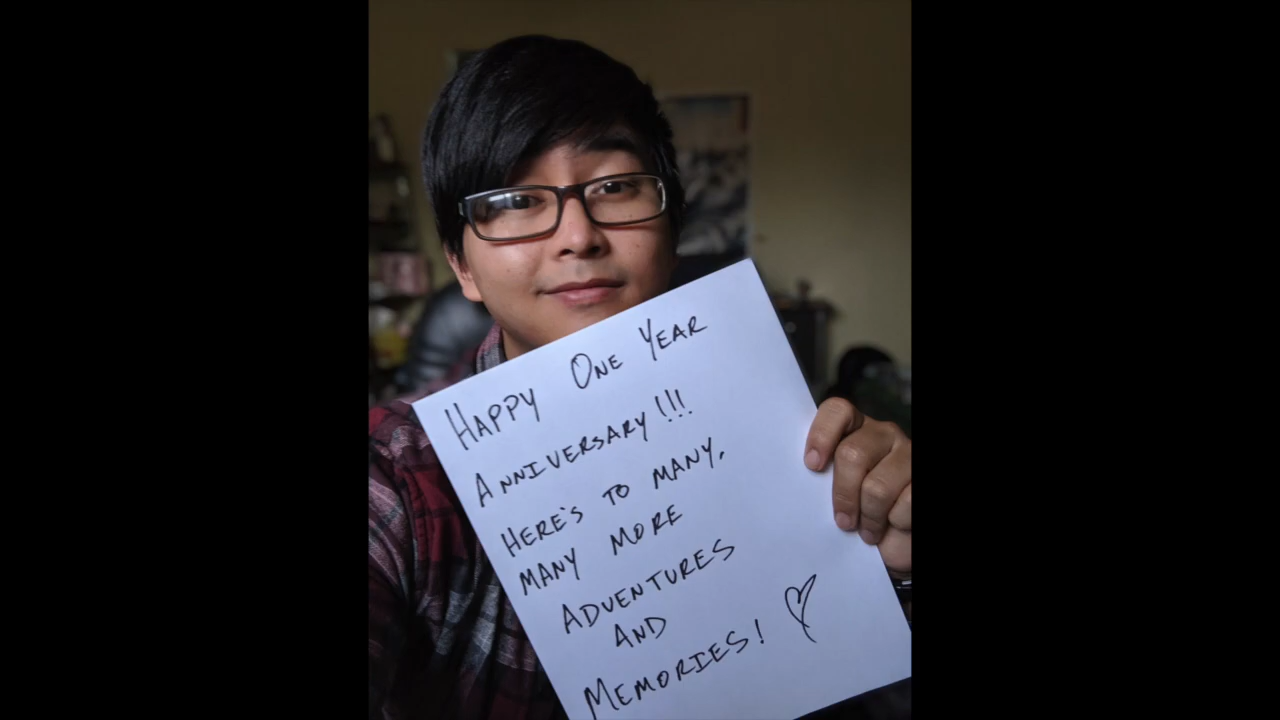 HAPPY ONE YEAR
ANNIVERSARY!!!
HERE'S TO MANY,
MANY MORE
ADVENTURES
AND
MEMORIES!